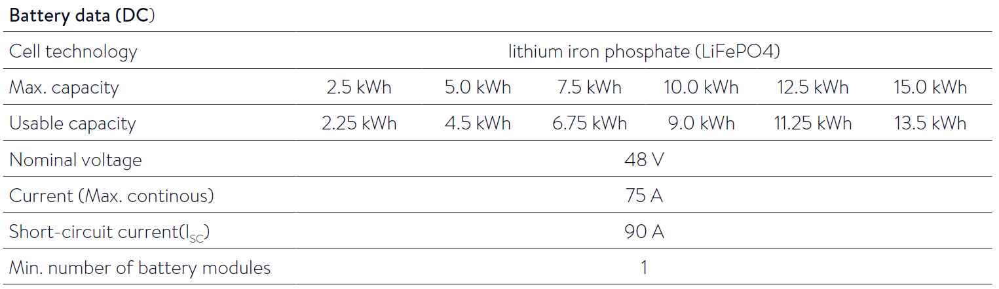 Battery data (DC)
Cell technology lithium iron phosphate (LiFePO4)
Max. capacity 2.5 kWh 5.0 kWh 7.5 kWh 10.0 kWh 12.5 kWh 15.0 kWh
Usable capacity 2.25 kWh 4.5 kWh 6.75 kWh 9.0 kWh 11.25 kWh 13.5 kWh
Nominal voltage 48 V
Current (Max. continous) 75 A
Short-circuit current(ISC) 90 A
Min. number of battery modules 1